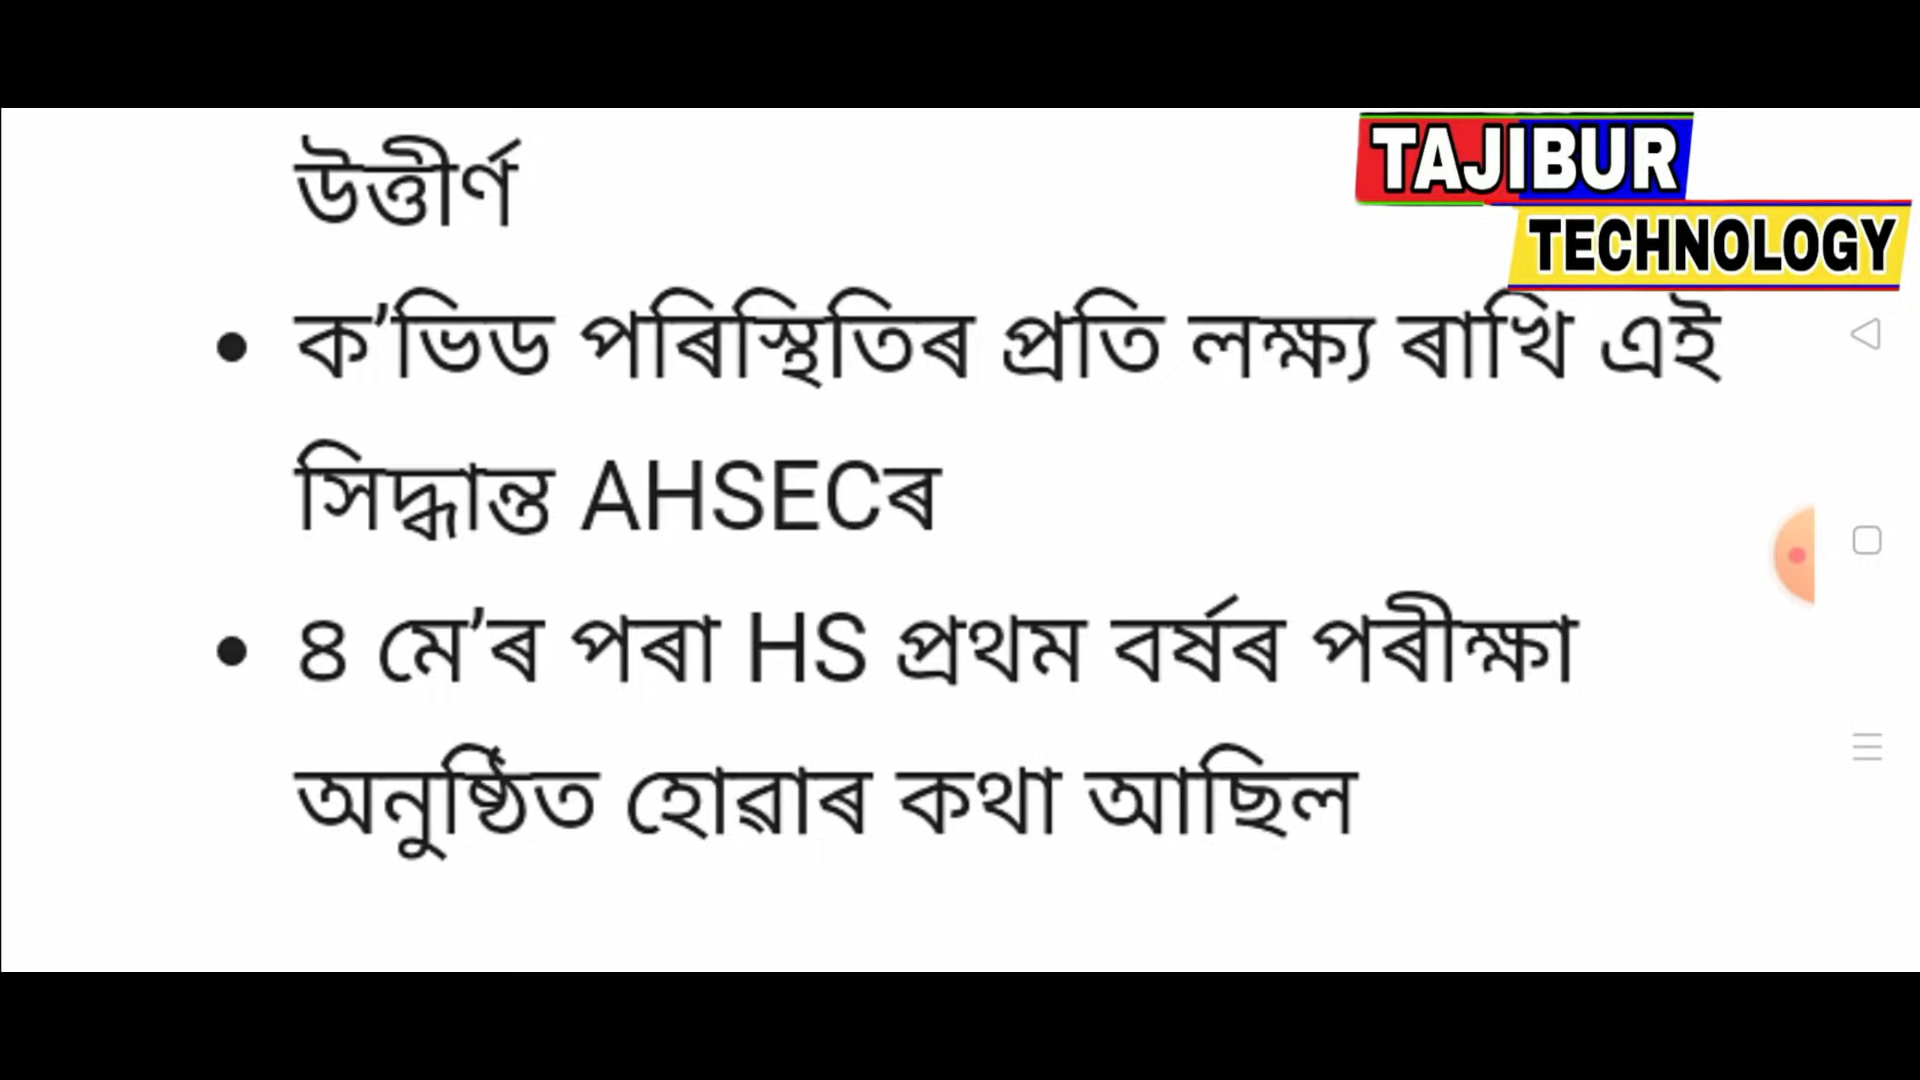 TAJIBUR
TECHNOLOGY
উত্তীৰ্ণ
• ক’ভিড পৰিস্থিতিৰ প্ৰতি লক্ষ্য ৰাখি এই
সিদ্ধান্ত AHSECৰ
• ৪ মে’ৰ পৰা HS প্ৰথম বৰ্ষৰ পৰীক্ষা
অনুষ্ঠিত হোৱাৰ কথা আছিল